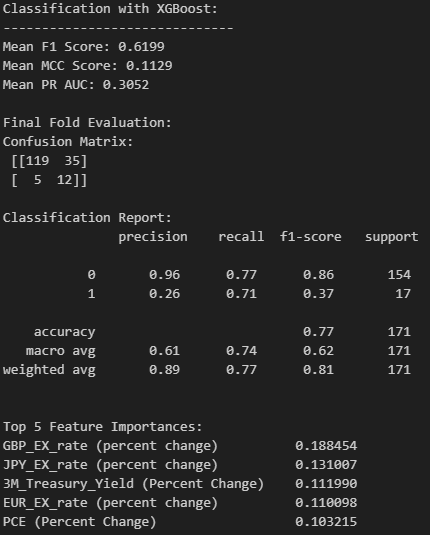 Classification with XGBoost:
------------------------------
Mean F1 Score: 0.6199
Mean MCC Score: 0.1129
Mean PR AUC: 0.3052

Final Fold Evaluation:
Confusion Matrix:
 [[119  35]
 [  5  12]]

Classification Report:
              precision    recall  f1-score   support

           0       0.96      0.77      0.86       154
           1       0.26      0.71      0.37        17

    accuracy                           0.77       171
   macro avg       0.61      0.74      0.62       171
weighted avg       0.89      0.77      0.81       171


Top 5 Feature Importances:
GBP_EX_rate (percent change)          0.188454
JPY_EX_rate (percent change)          0.131007
3M_Treasury_Yield (Percent Change)    0.111990
EUR_EX_rate (percent change)          0.110098
PCE (Percent Change)                  0.103215